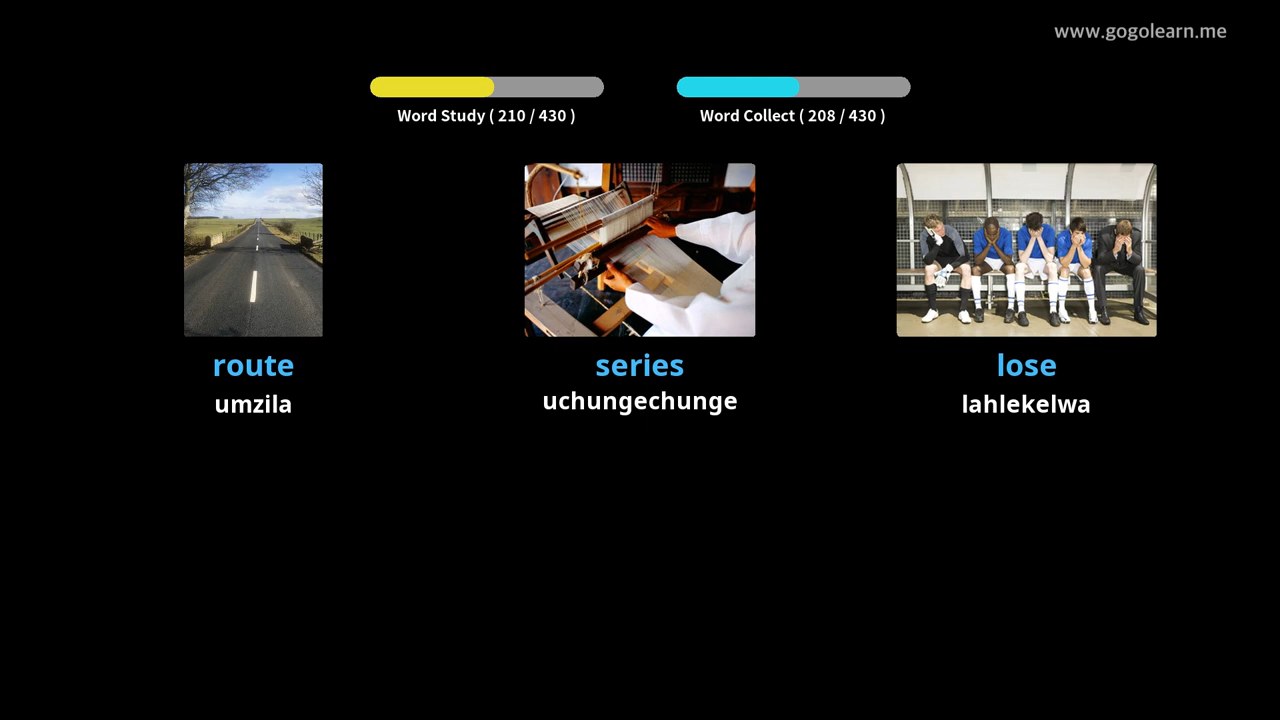 www.gogolearn.me
Word Study ( 210 / 430 )
Word Collect ( 208 / 430 )
route
umzila
series
uchungechunge
lose
lahlekelwa